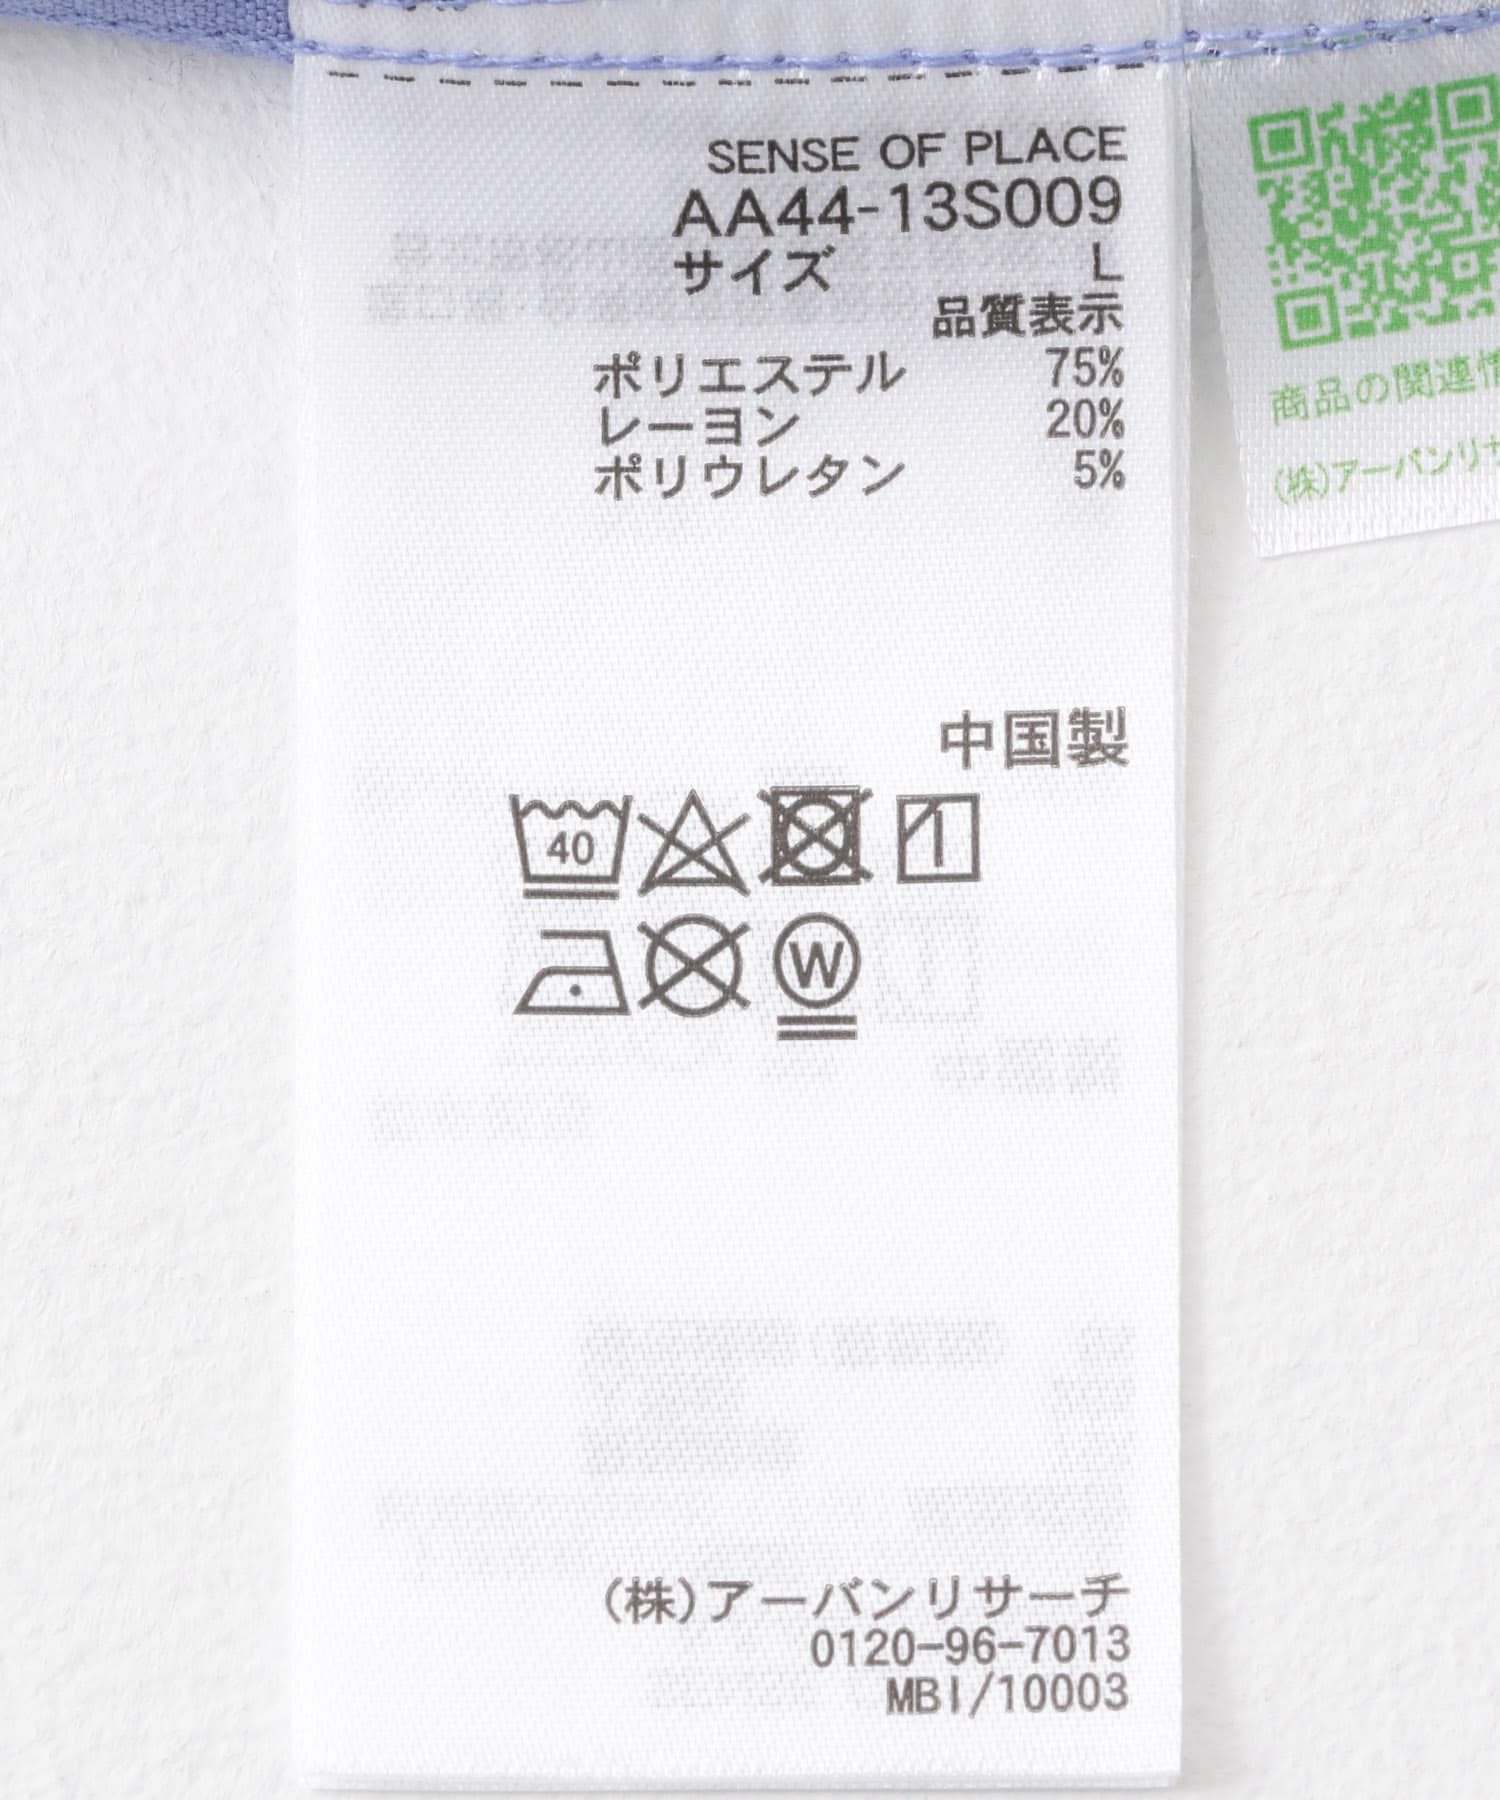 SENSE OF PLACE
AA44-13S009
サイズ L
品質表示
ポリエステル 75%
レーヨン 20%
ポリウレタン 5%
中国製
40
W
(株)アーバンリサーチ
0120-96-7013
MBI/10003
商品の関連情
(株)アーバンリサ